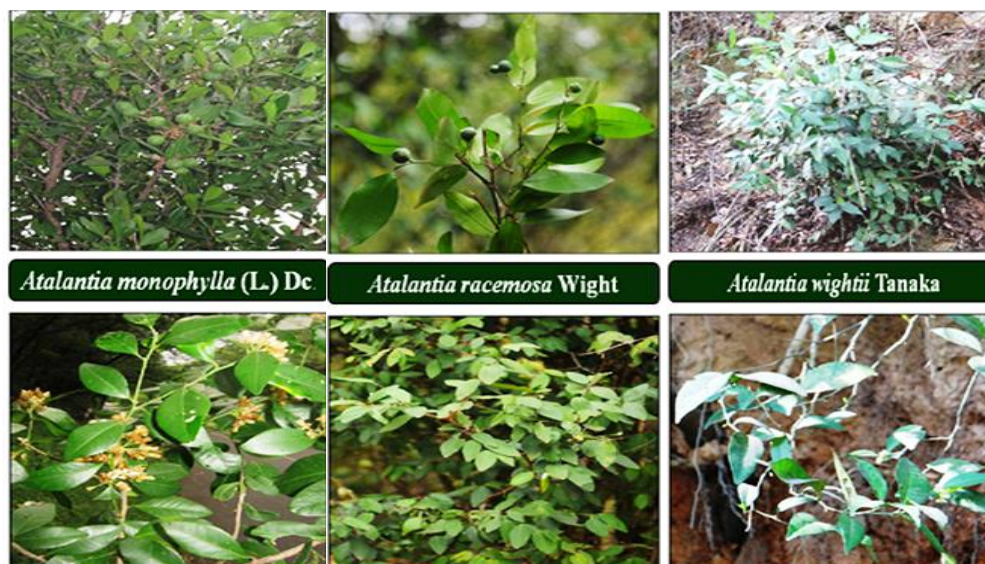 Atalantia monophylla (L.) Dc.
Atalantia racemosa Wight
Atalantia wightii Tanaka